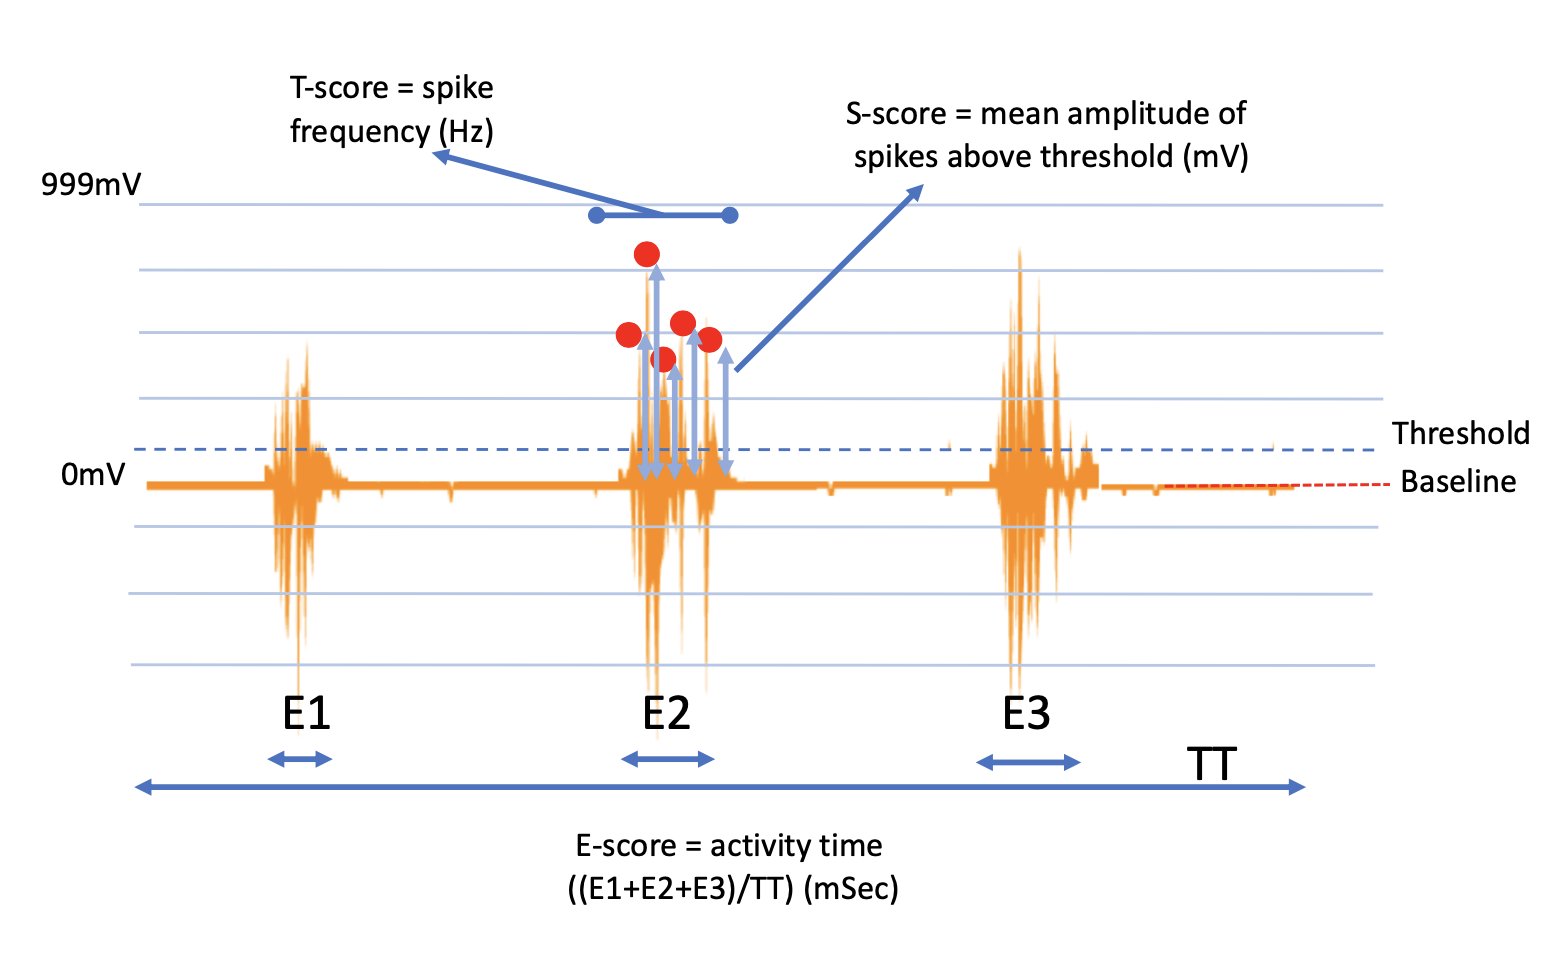 T-score = spike
frequency (Hz)
S-score = mean amplitude of
spikes above threshold (mV)
999mV
Threshold
0mV
Baseline
E1
E2
E3
TT
E-score = activity time
((E1+E2+E3)/TT) (mSec)